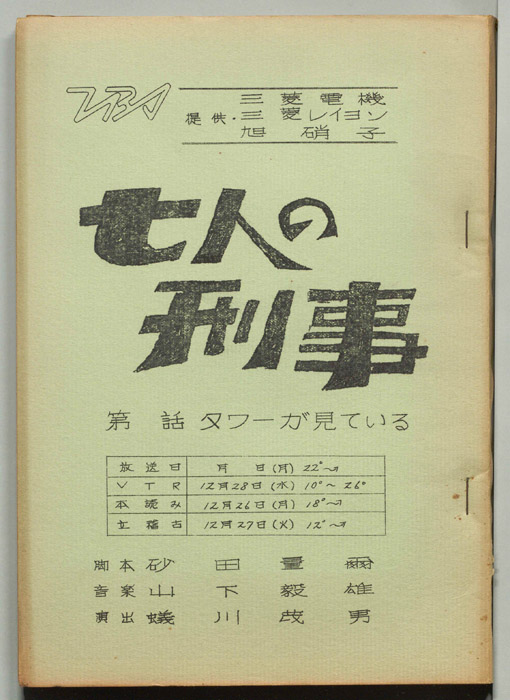 三菱電機
提供・三菱レイヨン
旭硝子
七人の
刑事
第 話 タワーが見ている
放送日 月 日(月) 22°〜
VTR 12月28日(水) 10°〜26°
本読み 12月26日(月) 18°〜
立稽古 12月27日(火) 12°〜
脚本 砂田量爾
音楽 山下毅雄
演出 蟻川茂男